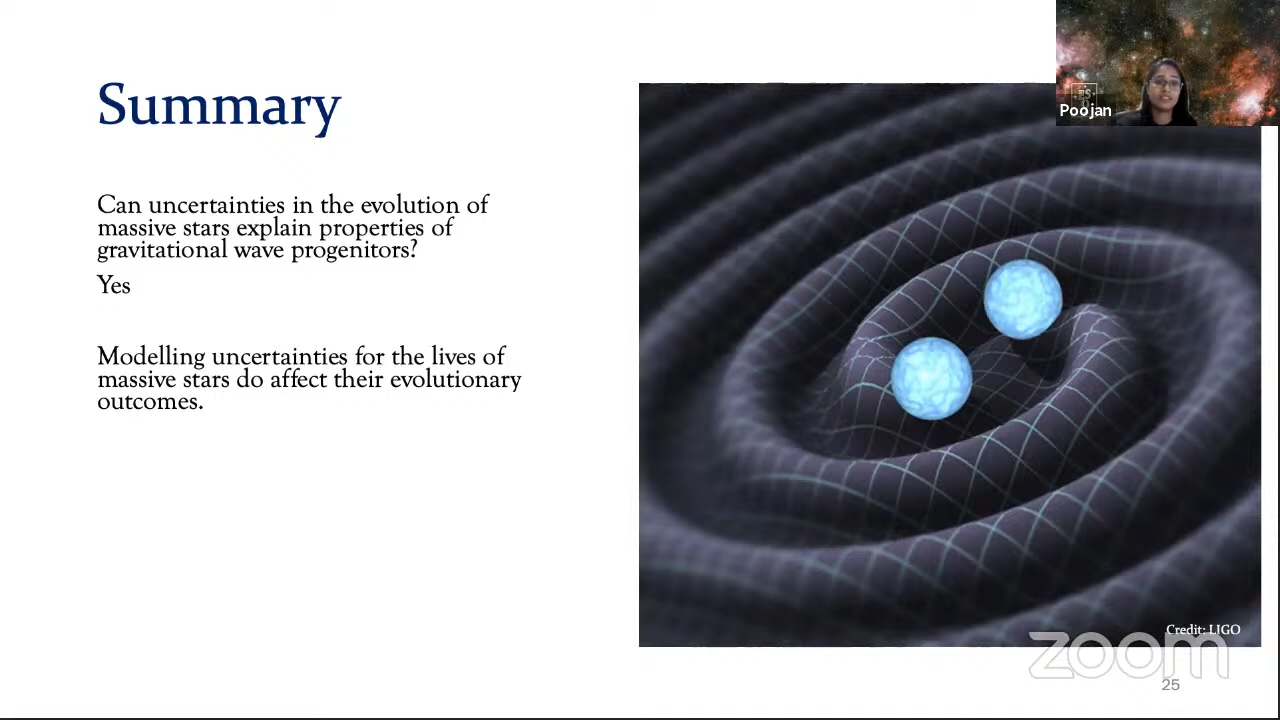 Summary
Can uncertainties in the evolution of
massive stars explain properties of
gravitational wave progenitors?
Yes
Modelling uncertainties for the lives of
massive stars do affect their evolutionary
outcomes.
Poojan
Credit: LIGO
zoom
25